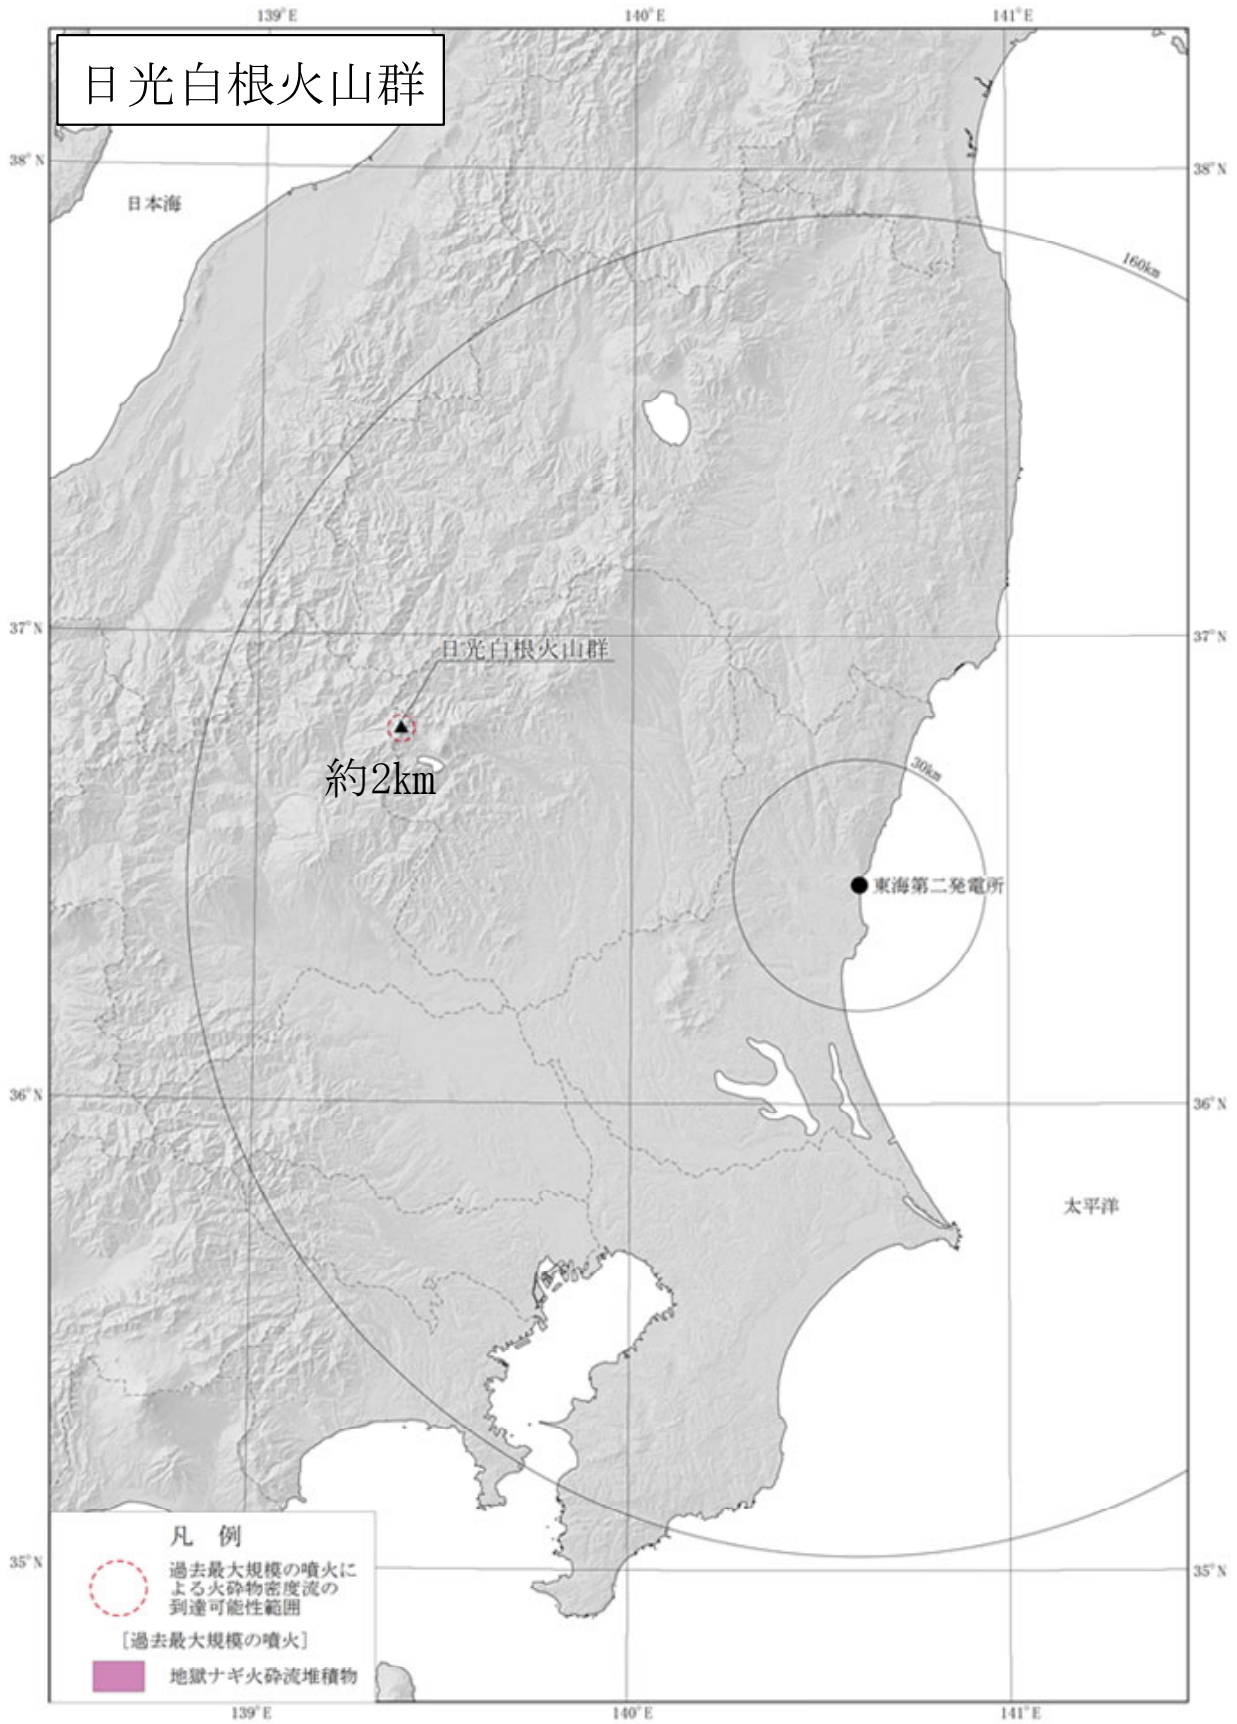 139°E 140°E 141°E
日光白根火山群
38°N 38°N
日本海
160km
37°N 37°N
日光白根火山群
約2km
30km
東海第二発電所
36°N 36°N
太平洋
凡 例
過去最大規模の噴火に
よる火砕物密度流の
到達可能性範囲
[過去最大規模の噴火]
地獄ナギ火砕流堆積物
35°N 35°N
139°E 140°E 141°E